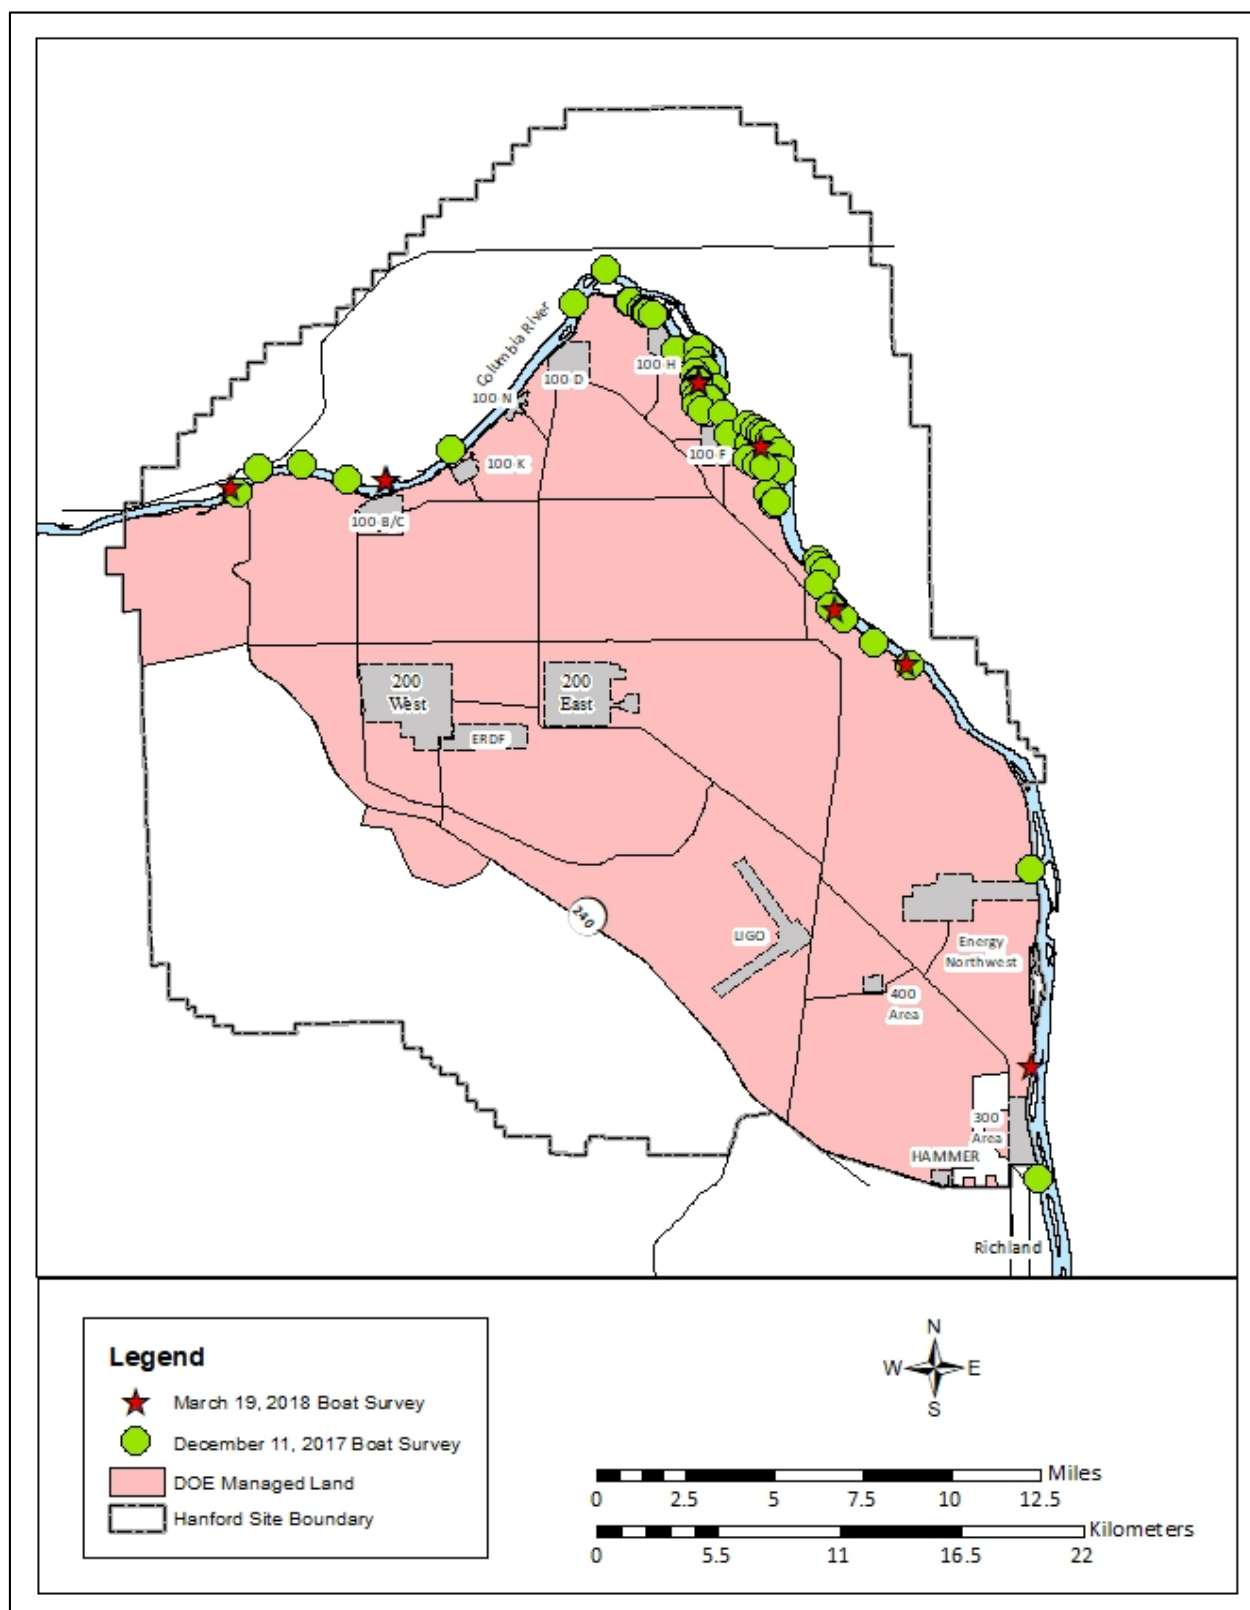 Columbia River
100-H
100-D
100-N
100-F
100-K
100-B/C
200
West
200
East
ERDF
240
LIGO
Energy
Northwest
400
Area
300
Area
HAMMER
Richland
Legend
March 19, 2018 Boat Survey
December 11, 2017 Boat Survey
DOE Managed Land
Hanford Site Boundary
N
W E
S
Miles
0 2.5 5 7.5 10 12.5
Kilometers
0 5.5 11 16.5 22